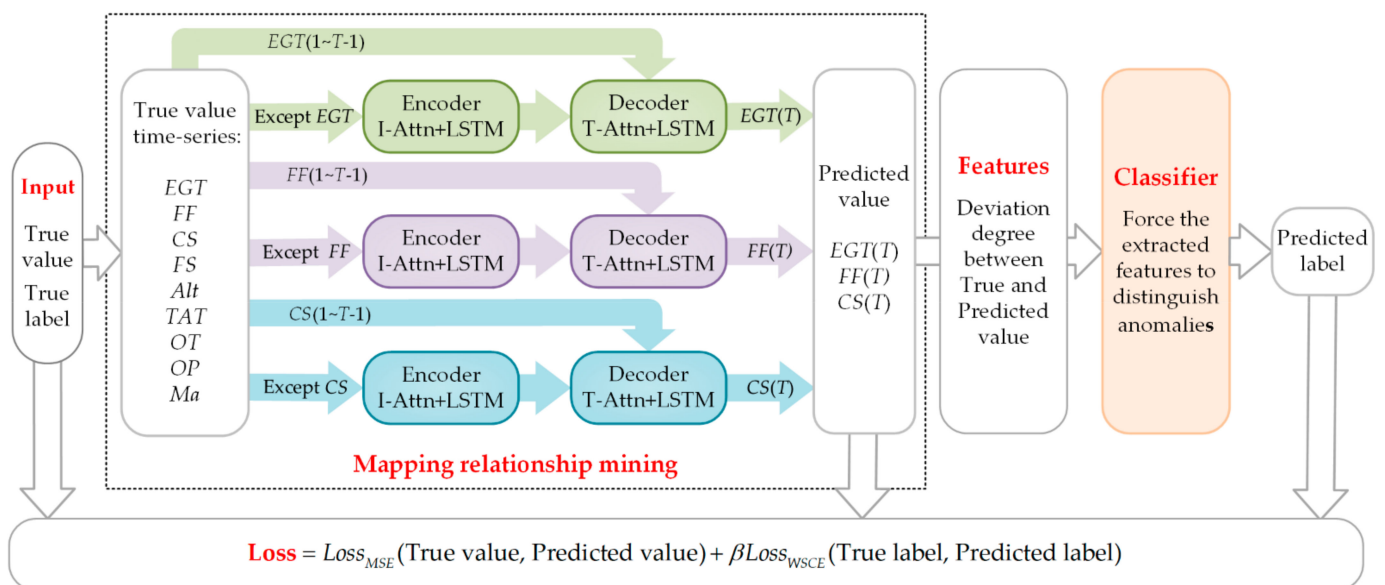 Input
True
value
True
label
True value
time-series:
EGT
FF
CS
FS
Alt
TAT
OT
OP
Ma
EGT(1~T-1)
Except EGT
Encoder
I-Attn+LSTM
Decoder
T-Attn+LSTM
EGT(T)
FF(1~T-1)
Except FF
Encoder
I-Attn+LSTM
Decoder
T-Attn+LSTM
FF(T)
CS(1~T-1)
Except CS
Encoder
I-Attn+LSTM
Decoder
T-Attn+LSTM
CS(T)
Mapping relationship mining
Predicted
value
EGT(T)
FF(T)
CS(T)
Features
Deviation
degree
between
True and
Predicted
value
Classifier
Force the
extracted
features to
distinguish
anomalies
Predicted
label
Loss = Loss_MSE(True value, Predicted value) + βLoss_WSCE(True label, Predicted label)